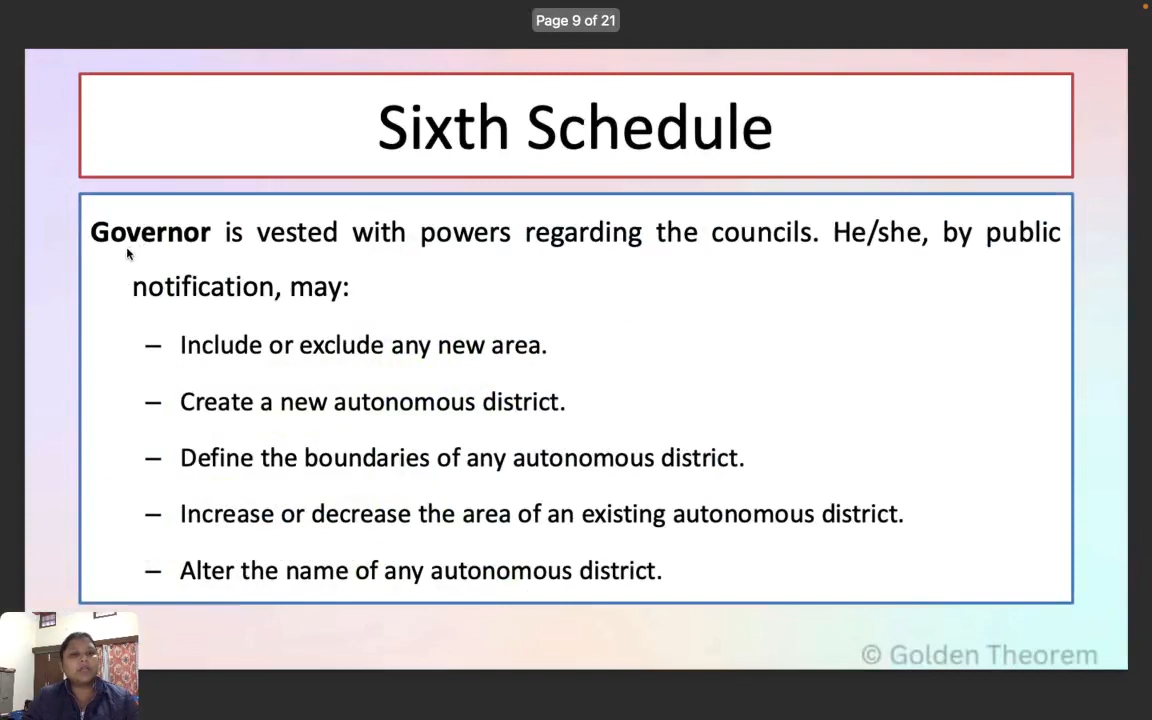 Page 9 of 21
Sixth Schedule
Governor is vested with powers regarding the councils. He/she, by public
notification, may:
– Include or exclude any new area.
– Create a new autonomous district.
– Define the boundaries of any autonomous district.
– Increase or decrease the area of an existing autonomous district.
– Alter the name of any autonomous district.
© Golden Theorem